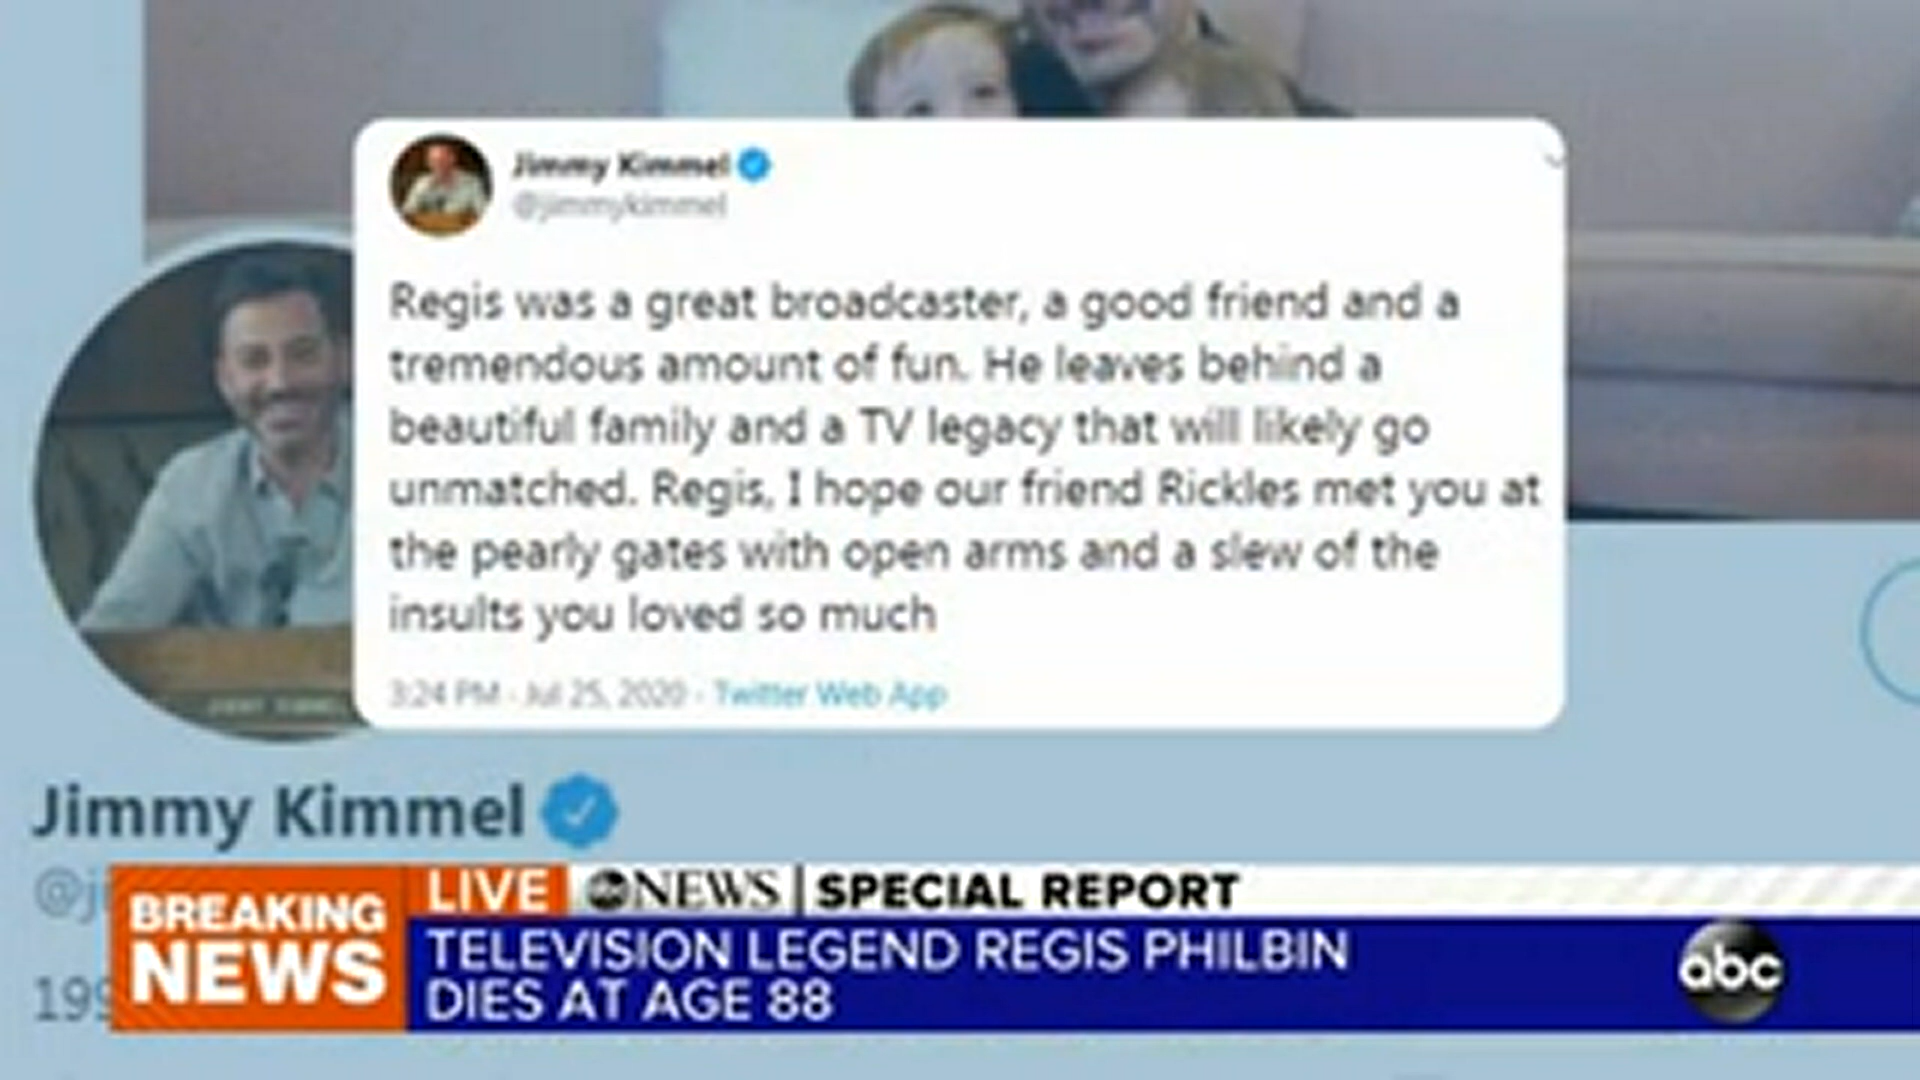 Jimmy Kimmel
@jimmykimmel
Regis was a great broadcaster, a good friend and a
tremendous amount of fun. He leaves behind a
beautiful family and a TV legacy that will likely go
unmatched. Regis, I hope our friend Rickles met you at
the pearly gates with open arms and a slew of the
insults you loved so much
3:24 PM · Jul 25, 2020 · Twitter Web App
Jimmy Kimmel
@ji
199
BREAKING
NEWS
LIVE abc NEWS | SPECIAL REPORT
TELEVISION LEGEND REGIS PHILBIN
DIES AT AGE 88
abc